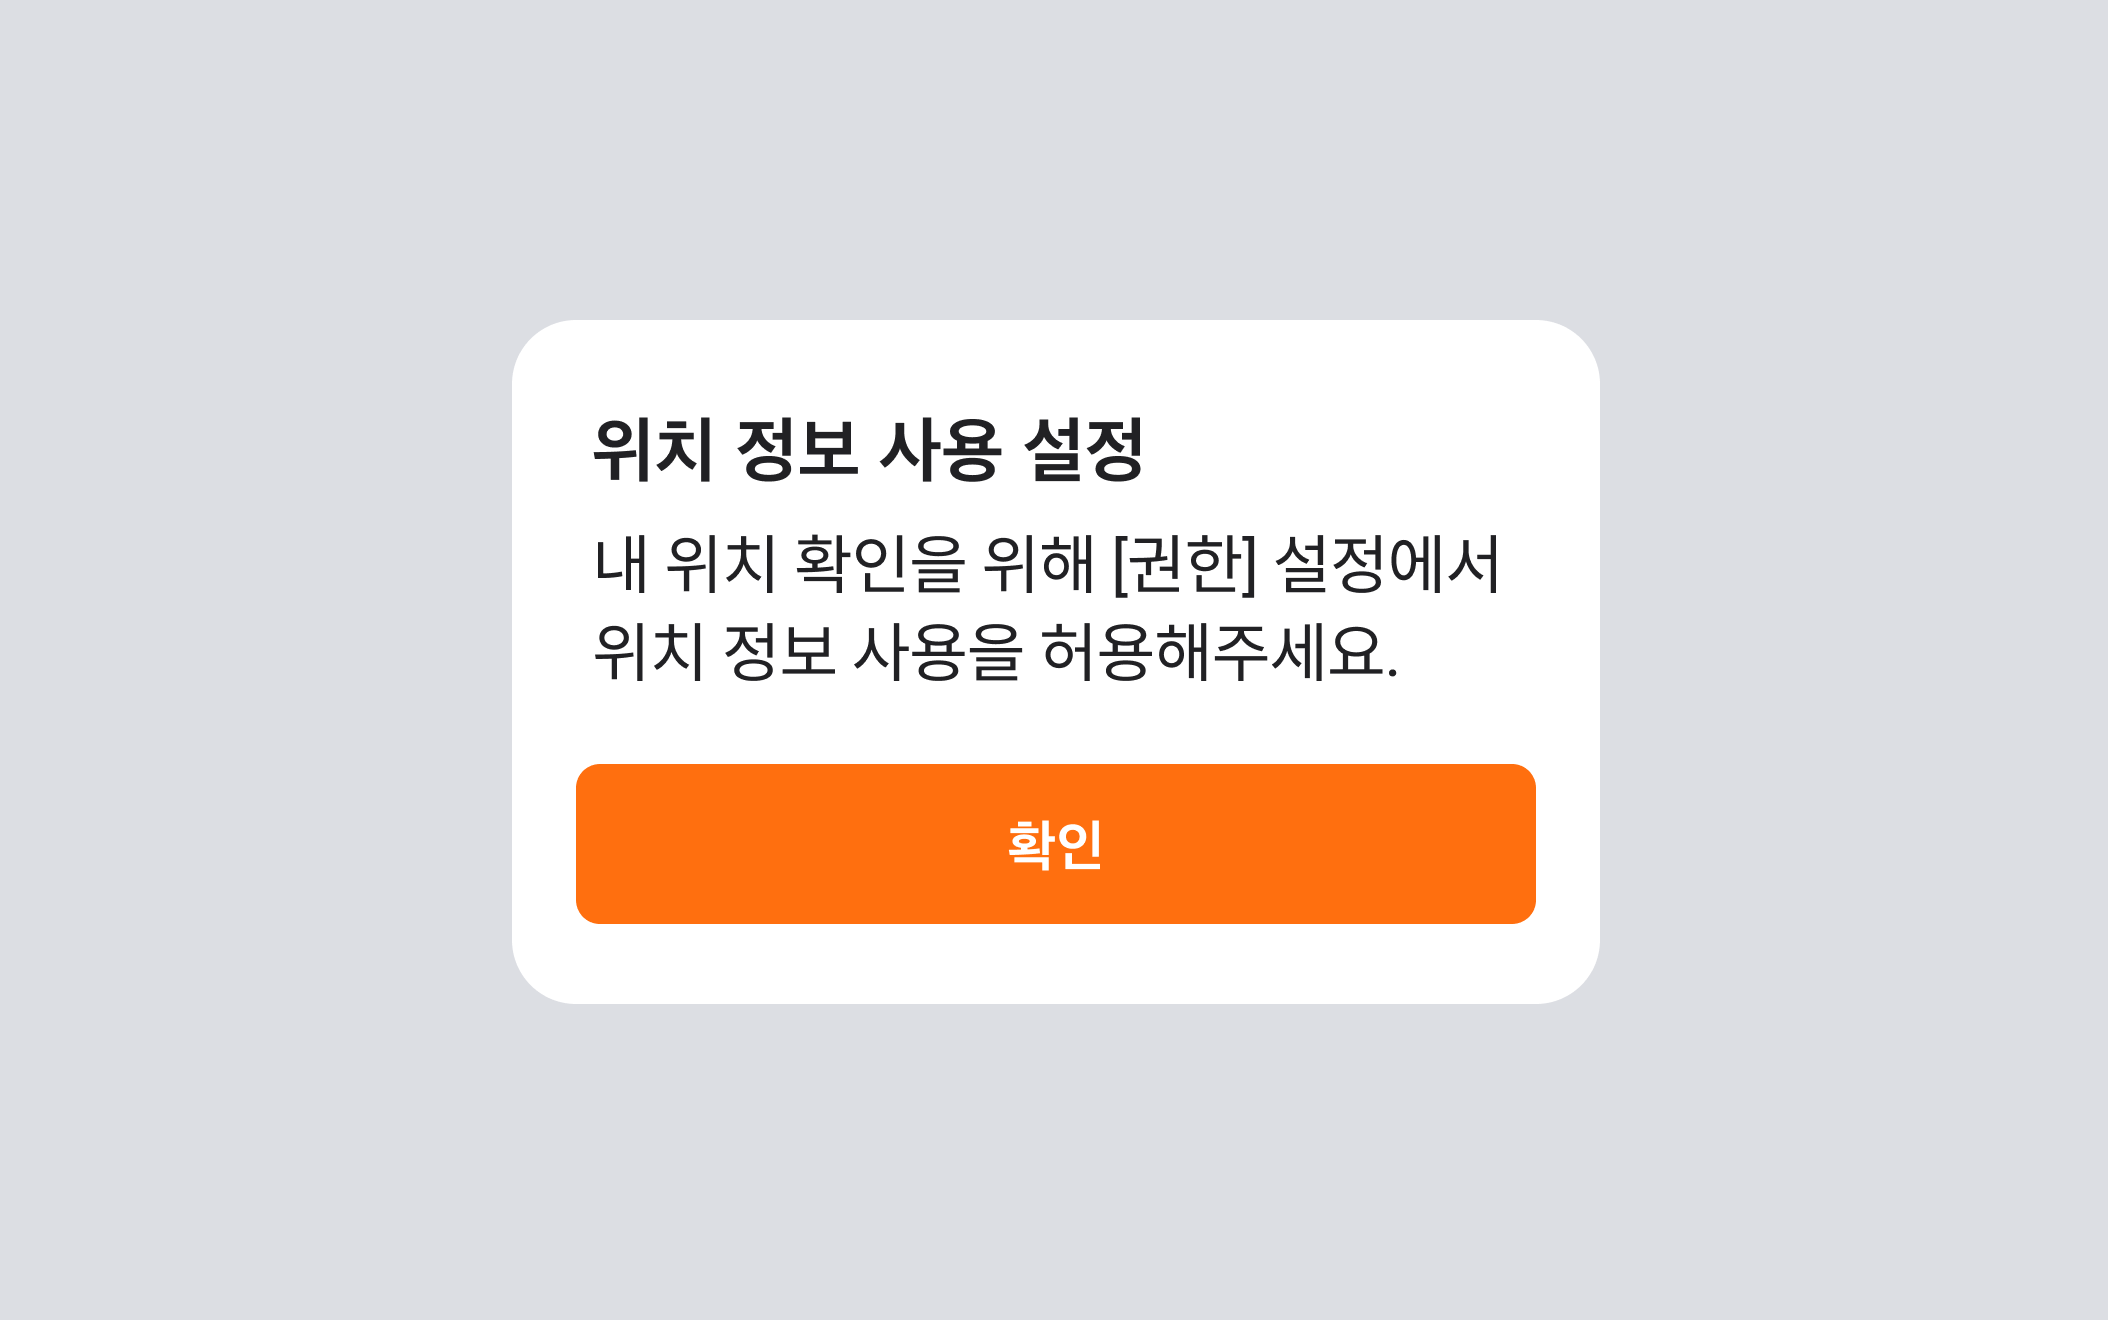 위치 정보 사용 설정
내 위치 확인을 위해 [권한] 설정에서
위치 정보 사용을 허용해주세요.
확인